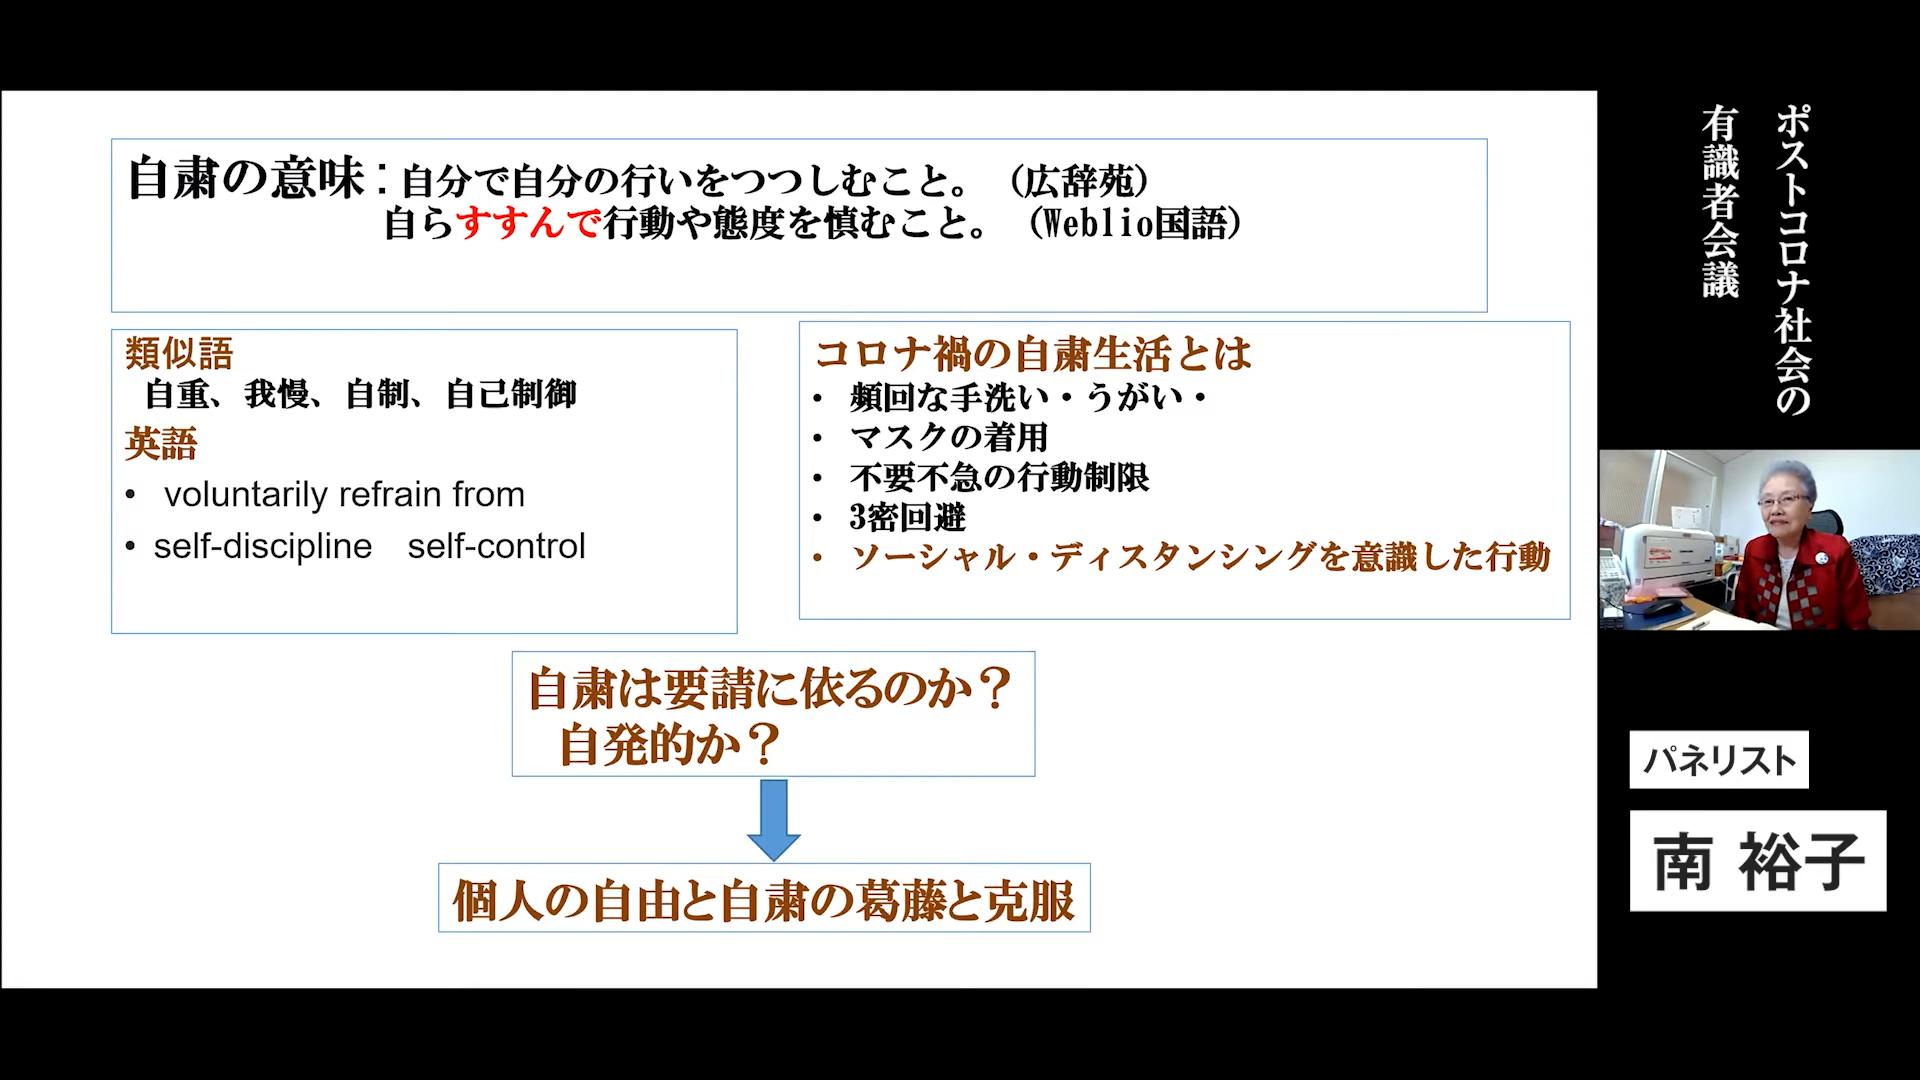 自粛の意味：自分で自分の行いをつつしむこと。（広辞苑）
自らすすんで行動や態度を慎むこと。（Weblio国語）
類似語
自重、我慢、自制、自己制御
英語
• voluntarily refrain from
• self-discipline　self-control
コロナ禍の自粛生活とは
• 頻回な手洗い・うがい・
• マスクの着用
• 不要不急の行動制限
• 3密回避
• ソーシャル・ディスタンシングを意識した行動
自粛は要請に依るのか？
自発的か？
個人の自由と自粛の葛藤と克服
ポストコロナ社会の
有識者会議
パネリスト
南 裕子